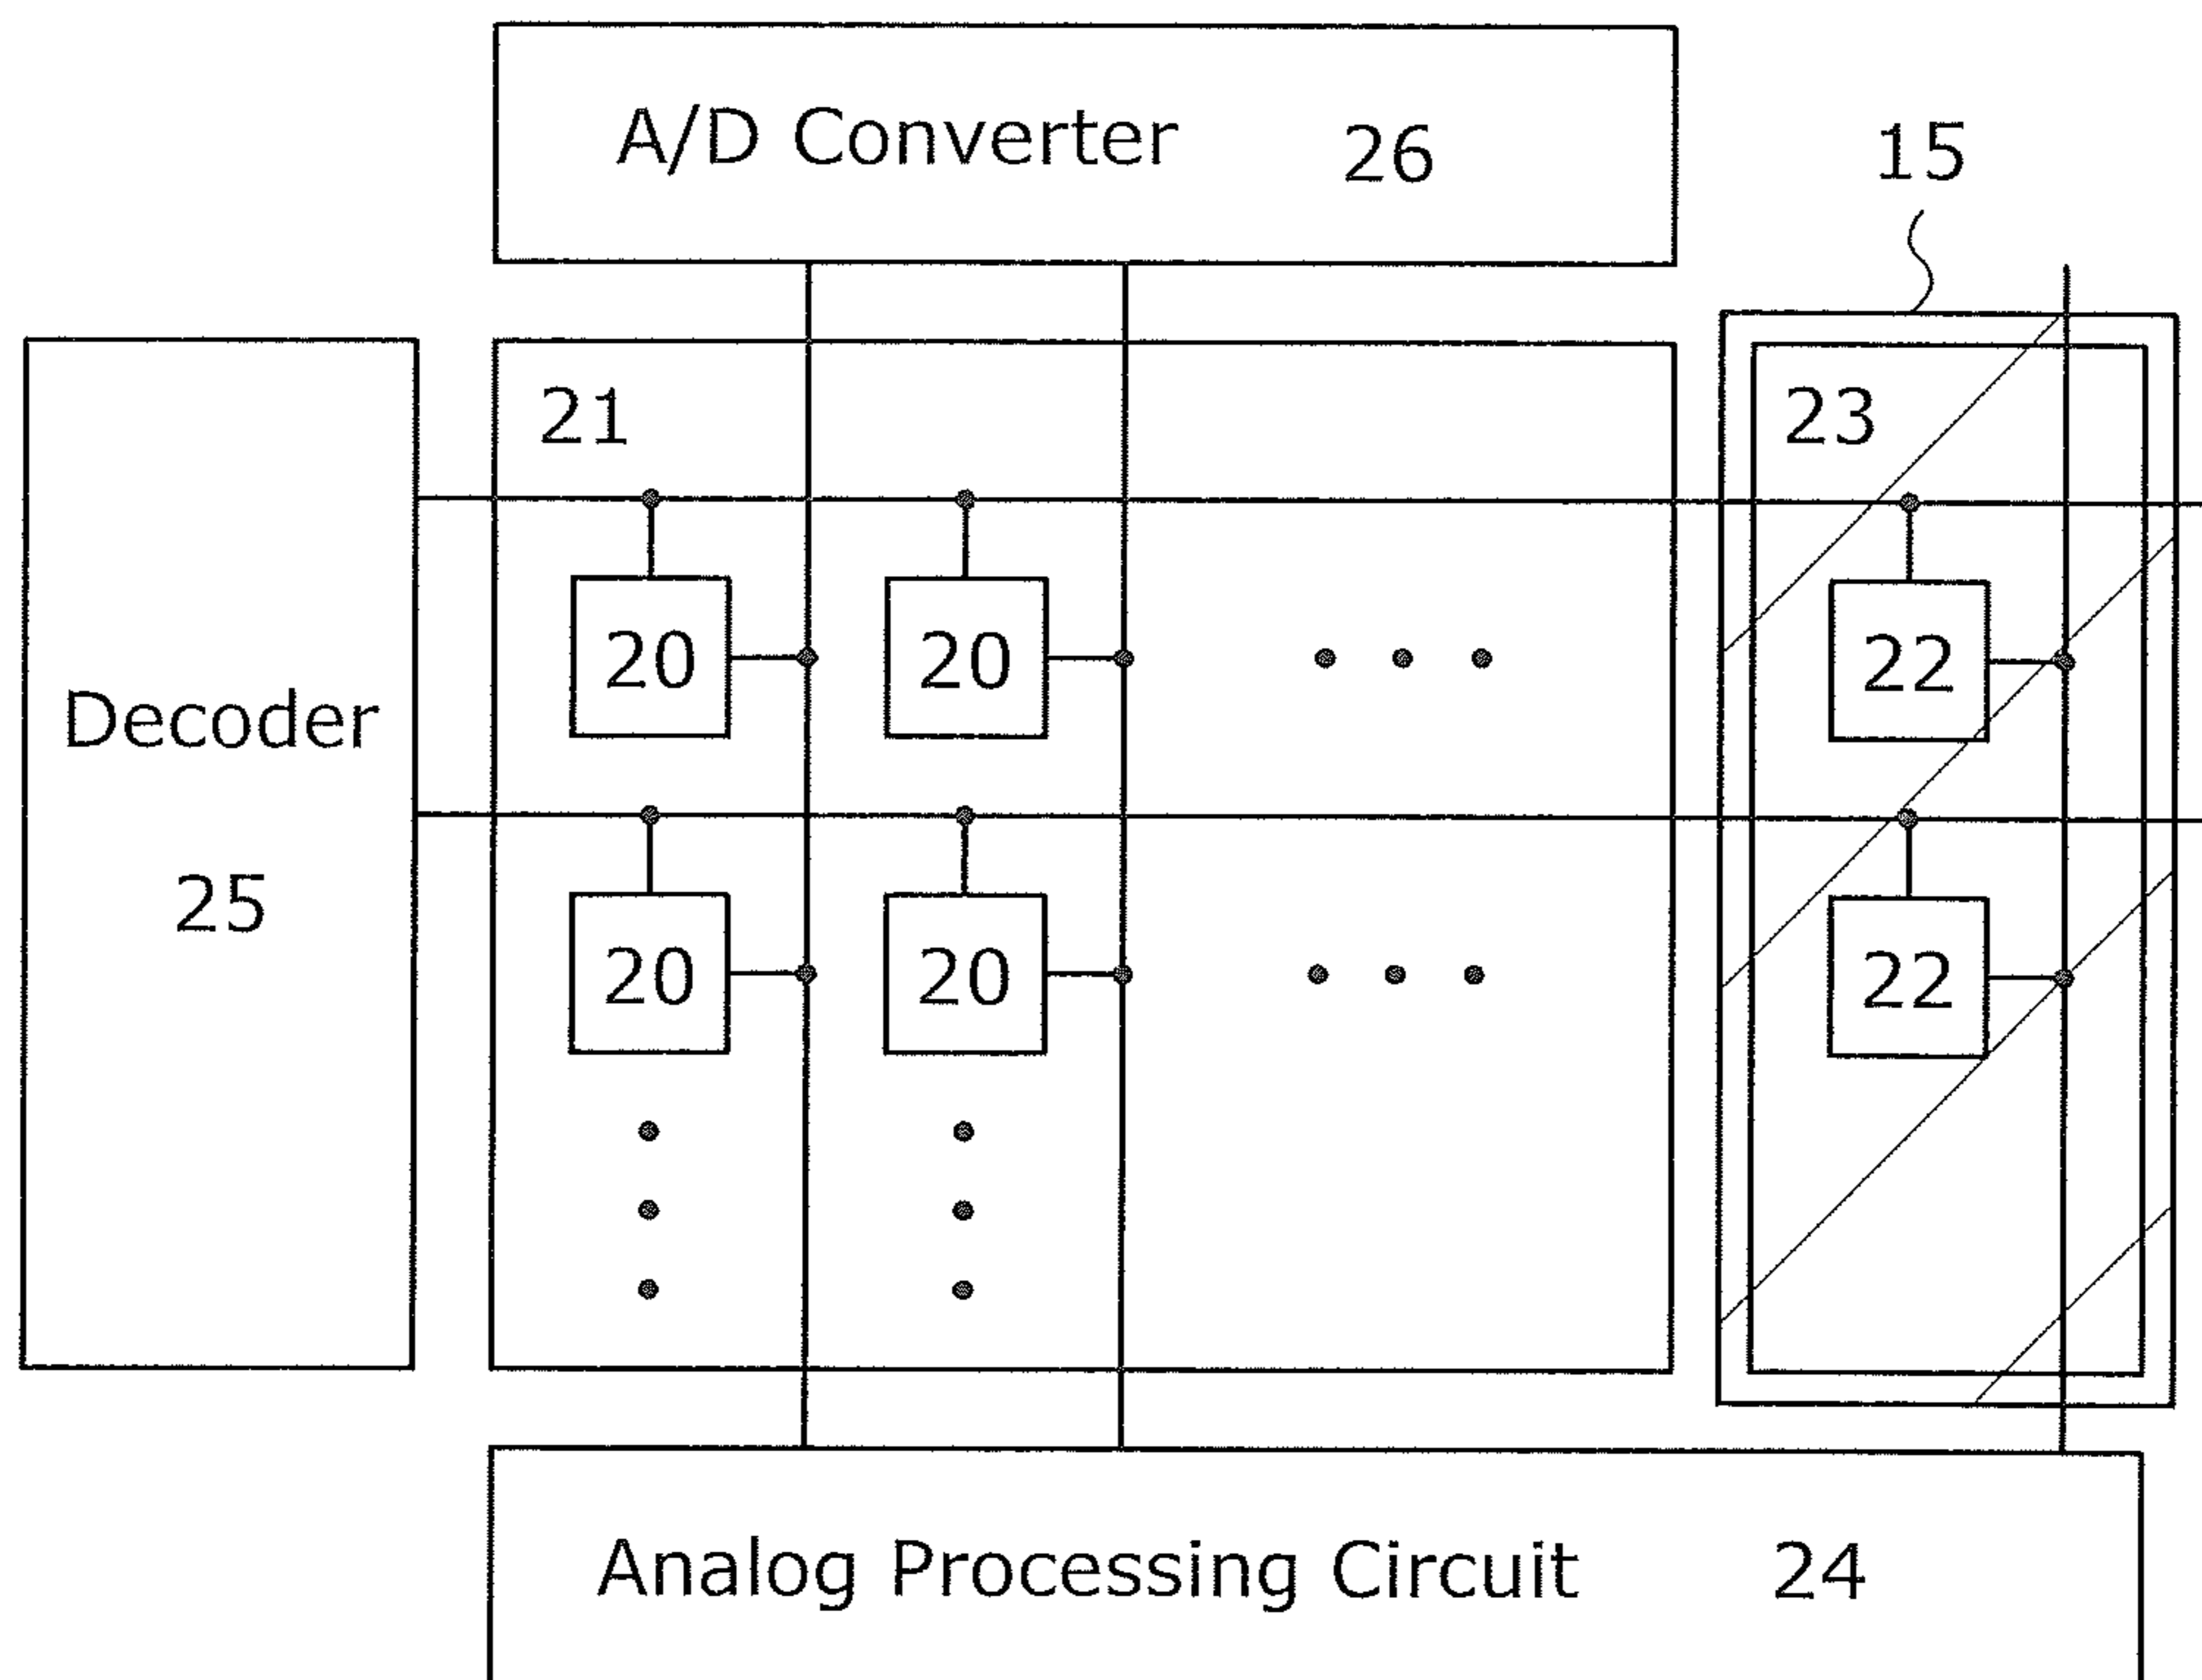 A/D Converter 26
15
21
23
20 20 22
Decoder
25
20 20 22
Analog Processing Circuit 24